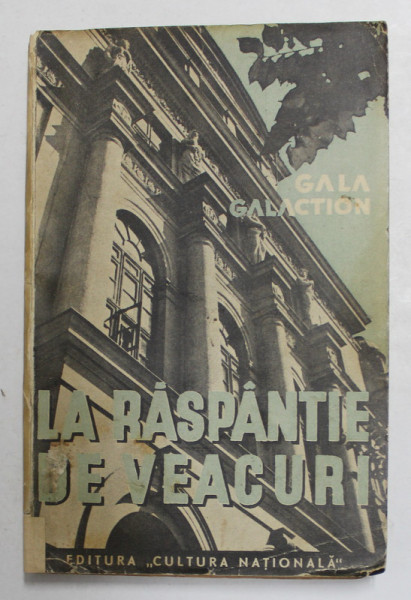 GALA
GALACTION
LA RĂSPÂNTIE
DE VEACURI
EDITURA „CULTURA NAȚIONALĂ"